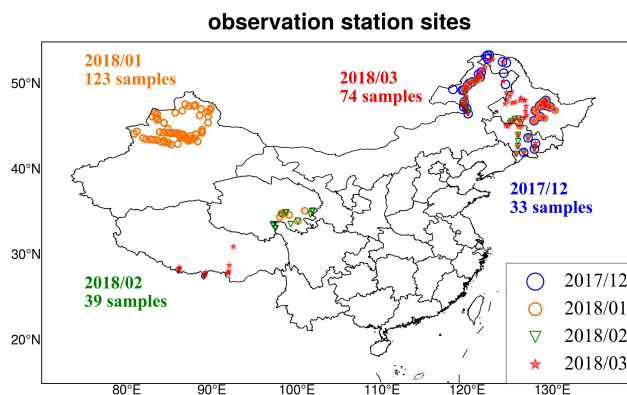 observation station sites
2018/01
123 samples
2018/03
74 samples
2017/12
33 samples
2018/02
39 samples
50°N
40°N
30°N
20°N
80°E
90°E
100°E
110°E
120°E
130°E
2017/12
2018/01
2018/02
2018/03